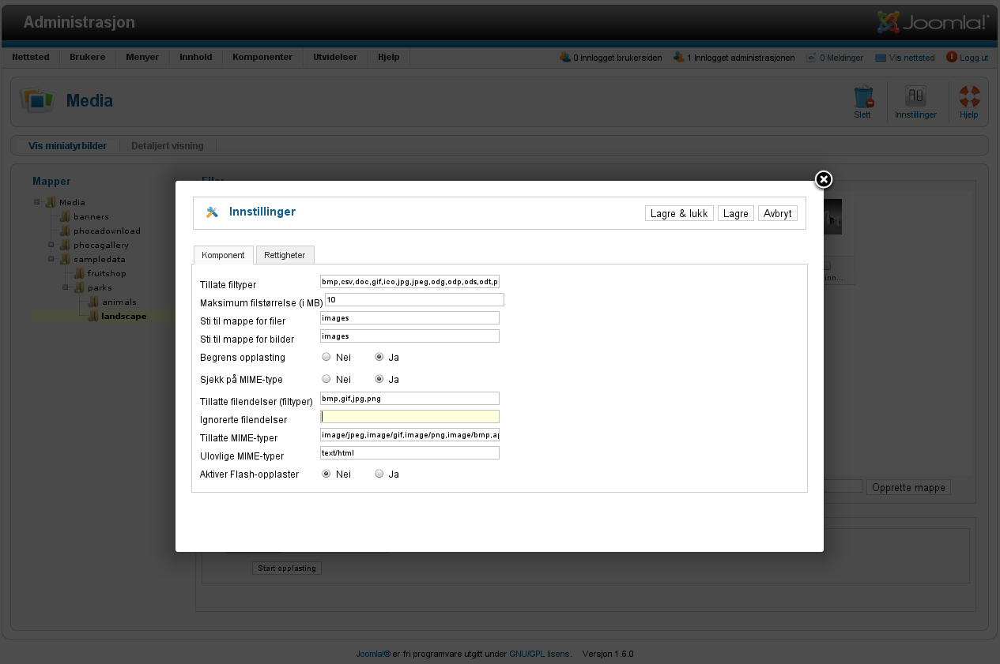 Administrasjon
Joomla!®
Nettsted Brukere Menyer Innhold Komponenter Utvidelser Hjelp 0 Innlogget brukersiden 1 Innlogget administrasjonen 0 Meldinger Vis nettsted Logg ut
Media
Slett Innstillinger Hjelp
Vis miniatyrbilder Detaljert visning
Mapper
Filer
Media
banners
phocadownload
phocagallery
sampledata
fruitshop
parks
animals
landscape
Innstillinger
Lagre & lukk Lagre Avbryt
Komponent Rettigheter
Tillate filtyper bmp,csv,doc,gif,ico,jpg,jpeg,odg,odp,ods,odt,p
Maksimum filstørrelse (i MB) 10
Sti til mappe for filer images
Sti til mappe for bilder images
Begrens opplasting Nei Ja
Sjekk på MIME-type Nei Ja
Tillatte filendelser (filtyper) bmp,gif,jpg,png
Ignorerte filendelser
Tillatte MIME-typer image/jpeg,image/gif,image/png,image/bmp,ap
Ulovlige MIME-typer text/html
Aktiver Flash-opplaster Nei Ja
inn...
Opprette mappe
Start opplasting
Joomla!® er fri programvare utgitt under GNU/GPL lisens. Versjon 1.6.0